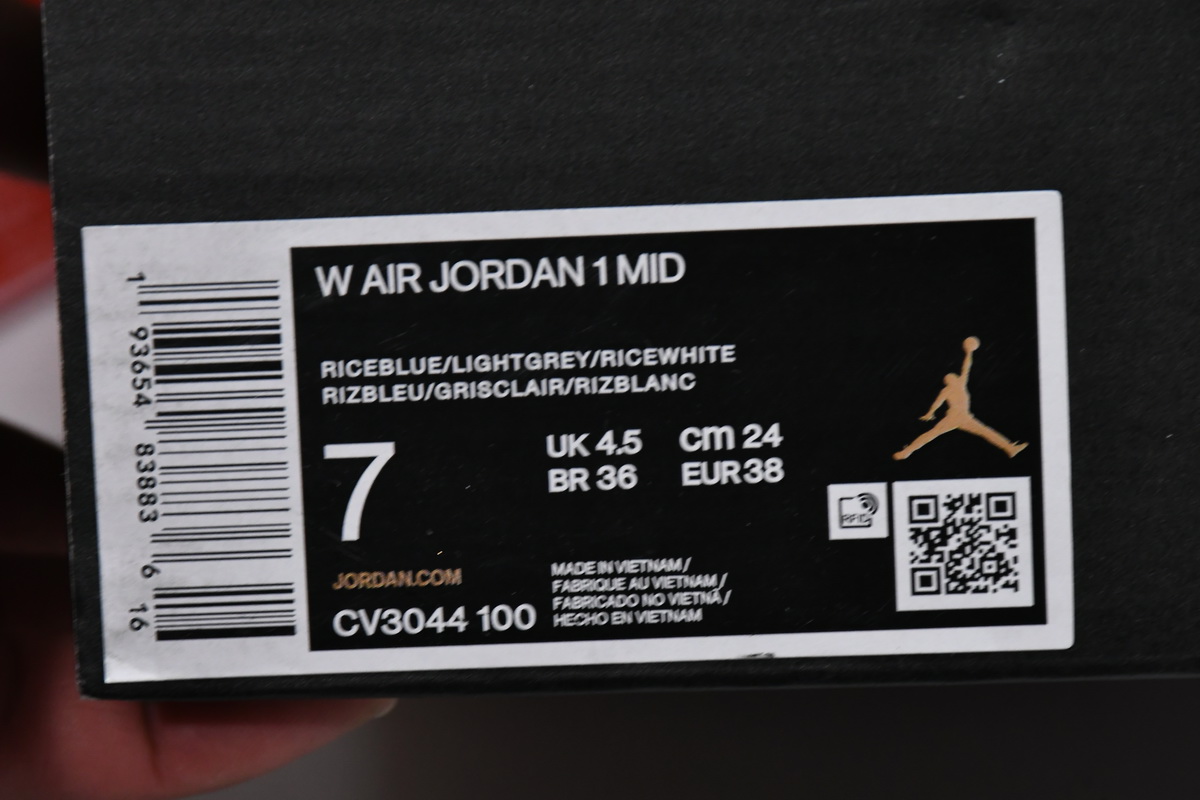 W AIR JORDAN 1 MID
RICEBLUE/LIGHTGREY/RICEWHITE
RIZBLEU/GRISCLAIR/RIZBLANC
7
UK 4.5 cm 24
BR 36 EUR 38
JORDAN.COM
CV3044 100
MADE IN VIETNAM/
FABRIQUE AU VIETNAM/
FABRICADO NO VIETNÃ/
HECHO EN VIETNAM
RFID
1 93654 83883 6 16